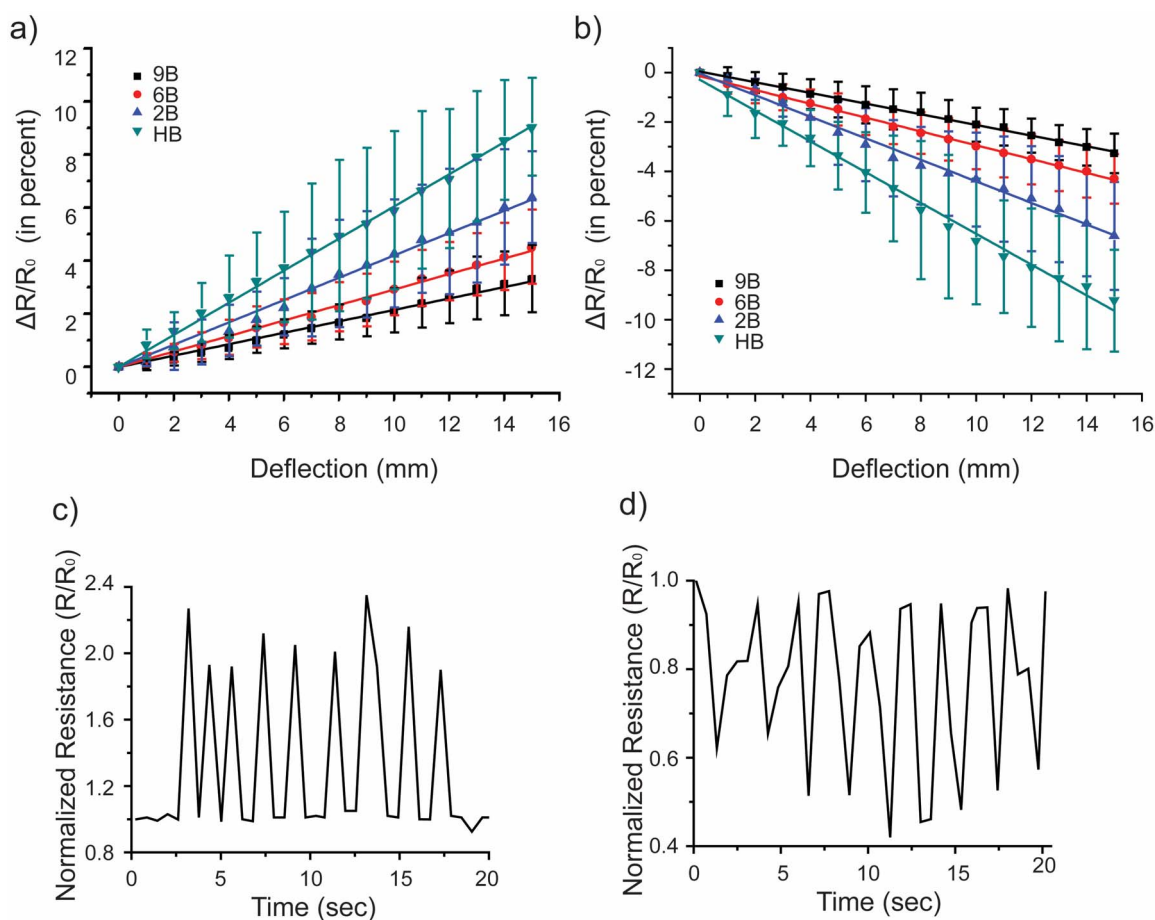 a)
ΔR/R₀ (in percent)
12
10
8
6
4
2
0
9B
6B
2B
HB
0 2 4 6 8 10 12 14 16
Deflection (mm)
b)
ΔR/R₀ (in percent)
0
-2
-4
-6
-8
-10
-12
9B
6B
2B
HB
0 2 4 6 8 10 12 14 16
Deflection (mm)
c)
Normalized Resistance (R/R₀)
2.4
2.0
1.6
1.2
0.8
0 5 10 15 20
Time (sec)
d)
Normalized Resistance (R/R₀)
1.0
0.8
0.6
0.4
0 5 10 15 20
Time (sec)